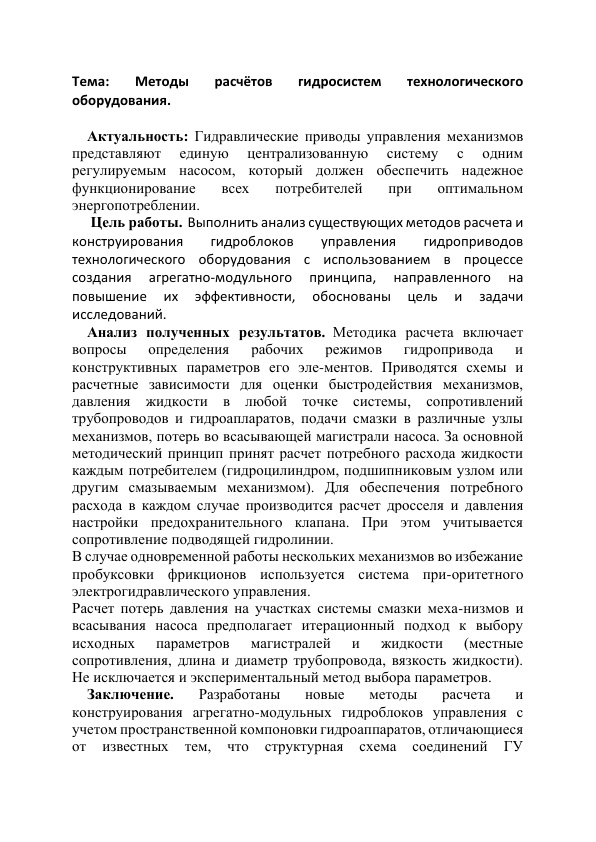 Тема: Методы расчётов гидросистем технологического
оборудования.
Актуальность: Гидравлические приводы управления механизмов
представляют единую централизованную систему с одним
регулируемым насосом, который должен обеспечить надежное
функционирование всех потребителей при оптимальном
энергопотреблении.
Цель работы. Выполнить анализ существующих методов расчета и
конструирования гидроблоков управления гидроприводов
технологического оборудования с использованием в процессе
создания агрегатно-модульного принципа, направленного на
повышение их эффективности, обоснованы цель и задачи
исследований.
Анализ полученных результатов. Методика расчета включает
вопросы определения рабочих режимов гидропривода и
конструктивных параметров его эле-ментов. Приводятся схемы и
расчетные зависимости для оценки быстродействия механизмов,
давления жидкости в любой точке системы, сопротивлений
трубопроводов и гидроапларатов, подачи смазки в различные узлы
механизмов, потерь во всасывающей магистрали насоса. За основной
методический принцип принят расчет потребного расхода жидкости
каждым потребителем (гидроцилиндром, подшипниковым узлом или
другим смазываемым механизмом). Для обеспечения потребного
расхода в каждом случае производится расчет дросселя и давления
настройки предохранительного клапана. При этом учитывается
сопротивление подводящей гидролинии.
В случае одновременной работы нескольких механизмов во избежание
пробуксовки фрикционов используется система при-оритетного
электрогидравлического управления.
Расчет потерь давления на участках системы смазки меха-низмов и
всасывания насоса предполагает итерационный подход к выбору
исходных параметров магистралей и жидкости (местные
сопротивления, длина и диаметр трубопровода, вязкость жидкости).
Не исключается и экспериментальный метод выбора параметров.
Заключение. Разработаны новые методы расчета и
конструирования агрегатно-модульных гидроблоков управления с
учетом пространственной компоновки гидроаппаратов, отличающиеся
от известных тем, что структурная схема соединений ГУ